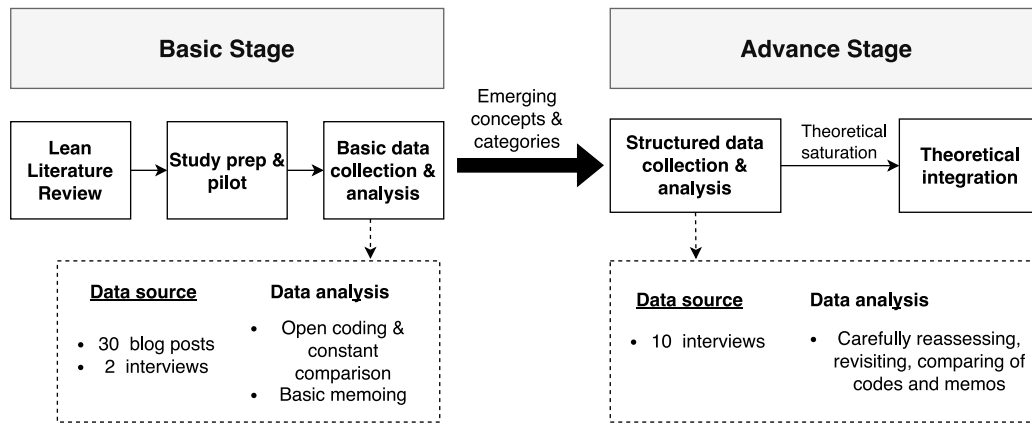 Basic Stage
Advance Stage
Lean
Literature
Review
Study prep &
pilot
Basic data
collection &
analysis
Emerging
concepts &
categories
Structured data
collection &
analysis
Theoretical
saturation
Theoretical
integration
Data source
• 30 blog posts
• 2 interviews
Data analysis
• Open coding &
constant
comparison
• Basic memoing
Data source
• 10 interviews
Data analysis
• Carefully reassessing,
revisiting, comparing of
codes and memos